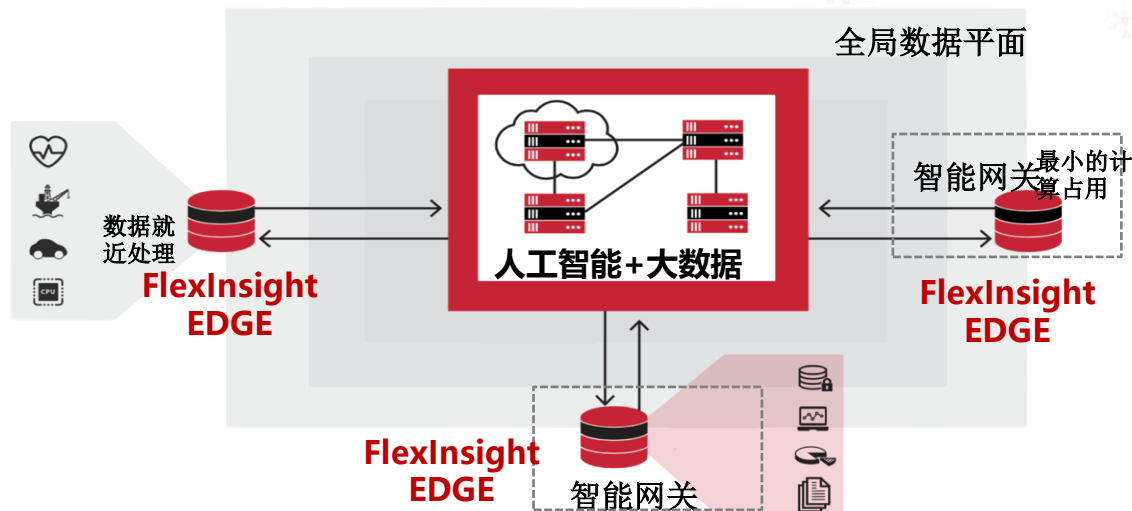 全局数据平面
智能网关
最小的计
算占用
数据就
近处理
CPU
人工智能+大数据
FlexInsight
EDGE
FlexInsight
EDGE
FlexInsight
EDGE
智能网关